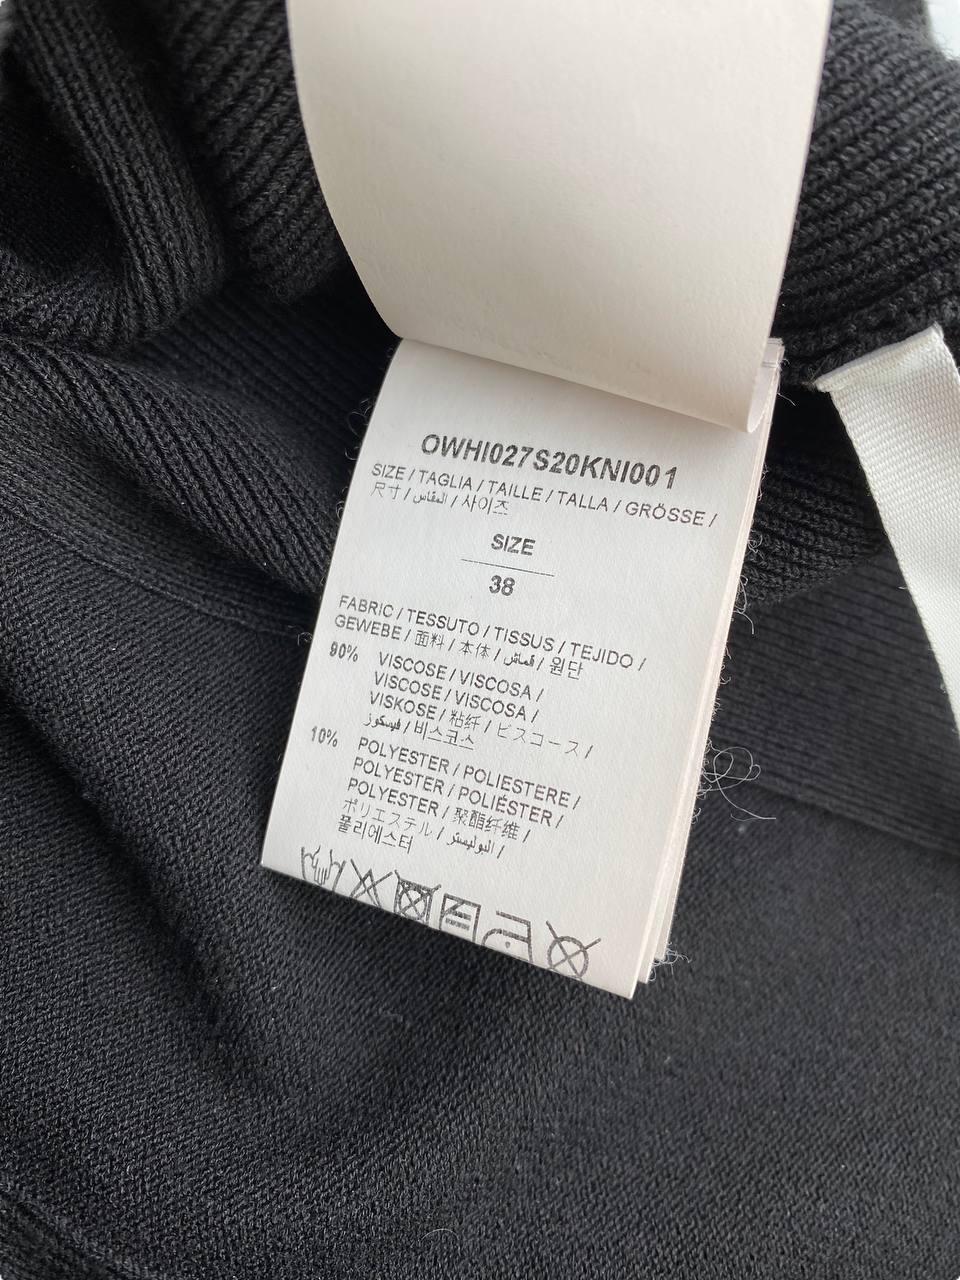 OWHI027S20KNI001
SIZE / TAGLIA / TAILLE / TALLA / GRÖSSE /
尺寸 / المقاس / 사이즈
SIZE
38
FABRIC / TESSUTO / TISSUS / TEJIDO /
GEWEBE / 面料 / 本体 / قماش / 원단
90% VISCOSE / VISCOSA /
VISCOSE / VISCOSA /
VISKOSE / 粘纤 / ビスコース /
فيسكوز / 비스코스
10% POLYESTER / POLIESTERE /
POLYESTER / POLIÉSTER /
POLYESTER / 聚酯纤维 /
ポリエステル / البوليستر /
폴리에스터